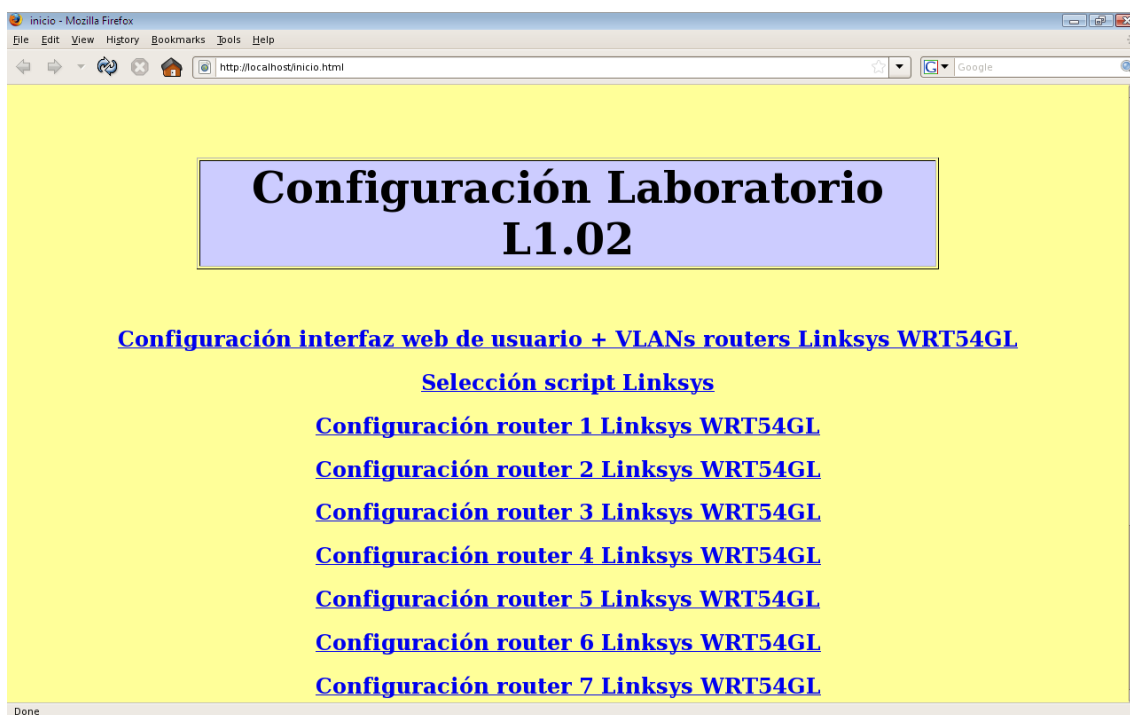 inicio - Mozilla Firefox
File Edit View History Bookmarks Tools Help
http://localhost/inicio.html
Google
Configuración Laboratorio
L1.02
Configuración interfaz web de usuario + VLANs routers Linksys WRT54GL
Selección script Linksys
Configuración router 1 Linksys WRT54GL
Configuración router 2 Linksys WRT54GL
Configuración router 3 Linksys WRT54GL
Configuración router 4 Linksys WRT54GL
Configuración router 5 Linksys WRT54GL
Configuración router 6 Linksys WRT54GL
Configuración router 7 Linksys WRT54GL
Done